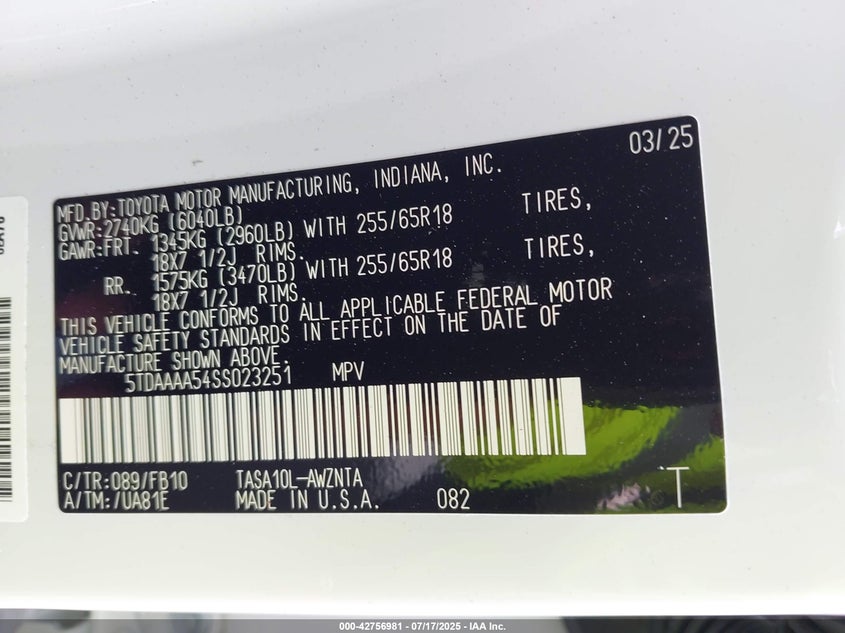 03/25
MFD.BY:TOYOTA MOTOR MANUFACTURING, INDIANA, INC.
GVWR:2740KG (6040LB)
GAWR:FRT. 1345KG (2960LB) WITH 255/65R18 TIRES,
18X7 1/2J RIMS.
RR. 1575KG (3470LB) WITH 255/65R18 TIRES,
18X7 1/2J RIMS.
THIS VEHICLE CONFORMS TO ALL APPLICABLE FEDERAL MOTOR
VEHICLE SAFETY STANDARDS IN EFFECT ON THE DATE OF
MANUFACTURE SHOWN ABOVE.
5TDAAAA54SS023251 MPV
C/TR:089/FB10 TASA10L-AWZNTA
A/TM:/UA81E MADE IN U.S.A. 082 T
000-42756981 - 07/17/2025 - IAA Inc.